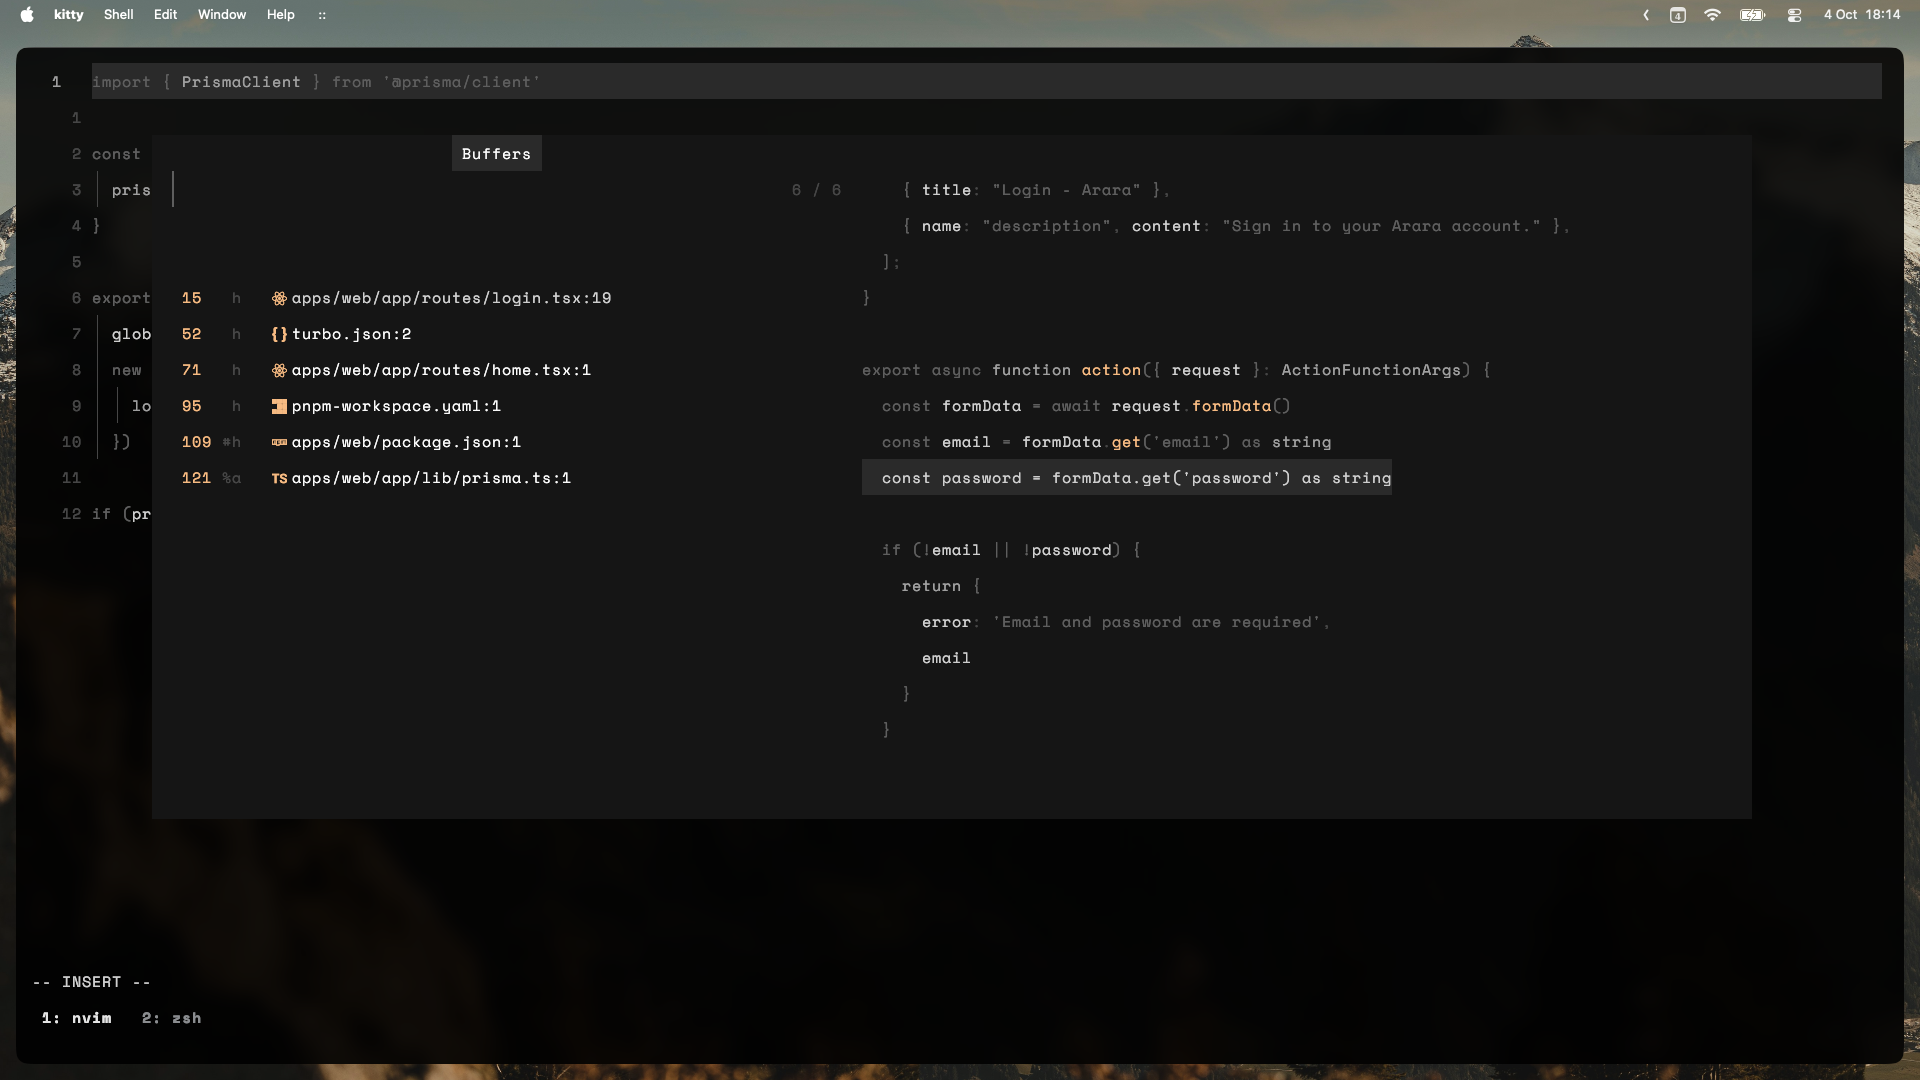 kitty Shell Edit Window Help ::
4 4 Oct 18:14
1 import { PrismaClient } from '@prisma/client'
1
2 const
3 pris
4 }
5
6 export
7 glob
8 new
9 lo
10 })
11
12 if (pr
Buffers
6 / 6
15 h apps/web/app/routes/login.tsx:19
52 h {} turbo.json:2
71 h apps/web/app/routes/home.tsx:1
95 h pnpm-workspace.yaml:1
109 #h apps/web/package.json:1
121 %a TS apps/web/app/lib/prisma.ts:1
{ title: "Login - Arara" },
{ name: "description", content: "Sign in to your Arara account." },
];
}
export async function action({ request }: ActionFunctionArgs) {
const formData = await request.formData()
const email = formData.get('email') as string
const password = formData.get('password') as string
if (!email || !password) {
return {
error: 'Email and password are required',
email
}
}
-- INSERT --
1: nvim 2: zsh